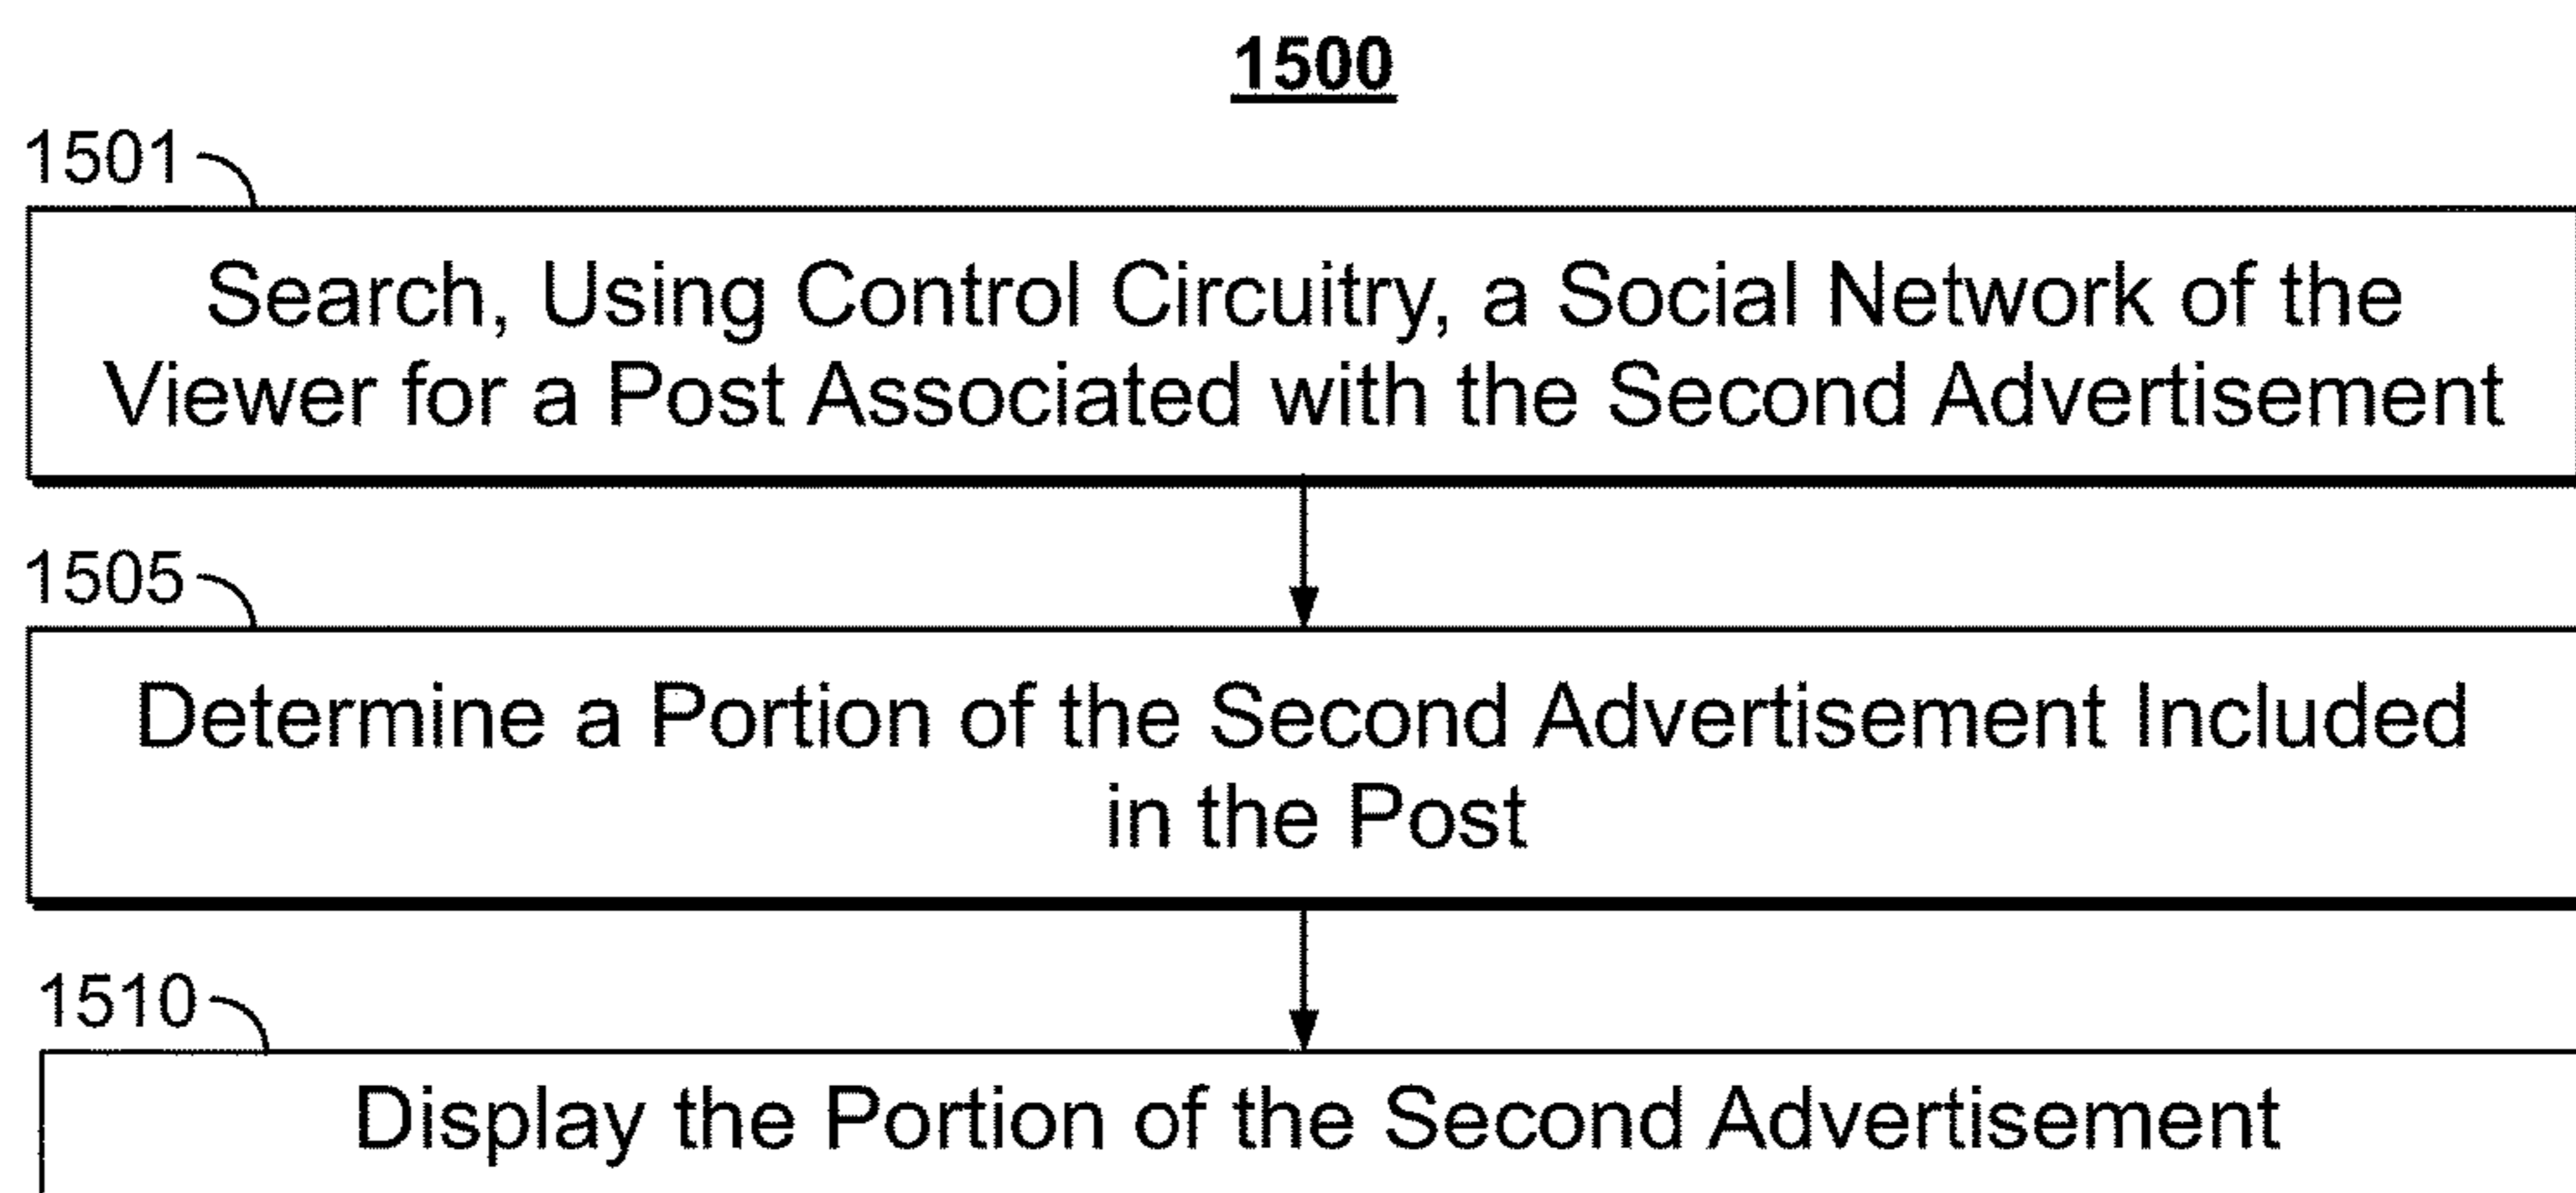 1500
1501
Search, Using Control Circuitry, a Social Network of the
Viewer for a Post Associated with the Second Advertisement
1505
Determine a Portion of the Second Advertisement Included
in the Post
1510
Display the Portion of the Second Advertisement